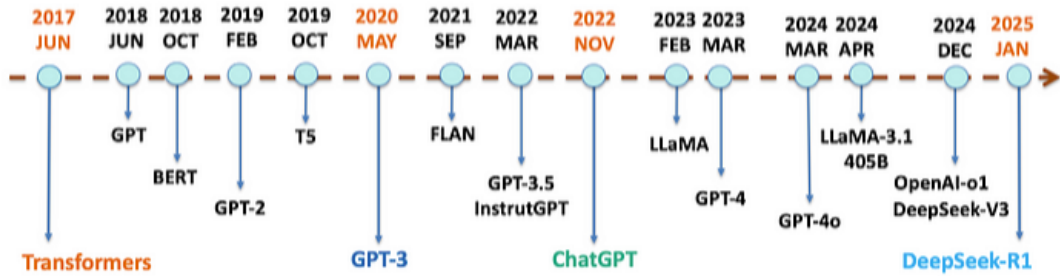 2017
JUN
2018
JUN
2018
OCT
2019
FEB
2019
OCT
2020
MAY
2021
SEP
2022
MAR
2022
NOV
2023
FEB
2023
MAR
2024
MAR
2024
APR
2024
DEC
2025
JAN
GPT
BERT
GPT-2
T5
FLAN
GPT-3.5
InstrutGPT
LLaMA
GPT-4
GPT-4o
LLaMA-3.1
405B
OpenAI-o1
DeepSeek-V3
Transformers
GPT-3
ChatGPT
DeepSeek-R1